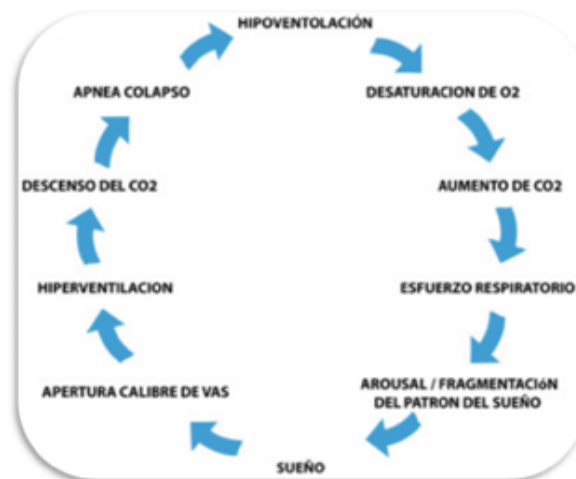 HIPOVENTOLACIÓN
DESATURACION DE O2
AUMENTO DE CO2
ESFUERZO RESPIRATORIO
AROUSAL / FRAGMENTACIóN
DEL PATRON DEL SUEÑO
SUEÑO
APERTURA CALIBRE DE VAS
HIPERVENTILACION
DESCENSO DEL CO2
APNEA COLAPSO